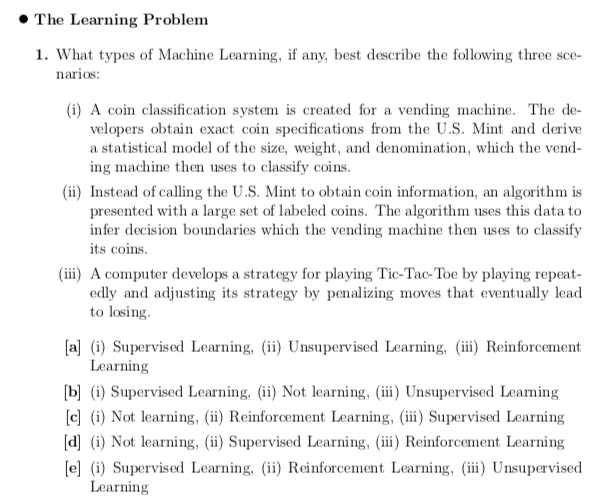 ● The Learning Problem
1. What types of Machine Learning, if any, best describe the following three sce-
narios:
(i) A coin classification system is created for a vending machine. The de-
velopers obtain exact coin specifications from the U.S. Mint and derive
a statistical model of the size, weight, and denomination, which the vend-
ing machine then uses to classify coins.
(ii) Instead of calling the U.S. Mint to obtain coin information, an algorithm is
presented with a large set of labeled coins. The algorithm uses this data to
infer decision boundaries which the vending machine then uses to classify
its coins.
(iii) A computer develops a strategy for playing Tic-Tac-Toe by playing repeat-
edly and adjusting its strategy by penalizing moves that eventually lead
to losing.
[a] (i) Supervised Learning, (ii) Unsupervised Learning, (iii) Reinforcement
Learning
[b] (i) Supervised Learning, (ii) Not learning, (iii) Unsupervised Learning
[c] (i) Not learning, (ii) Reinforcement Learning, (iii) Supervised Learning
[d] (i) Not learning, (ii) Supervised Learning, (iii) Reinforcement Learning
[e] (i) Supervised Learning, (ii) Reinforcement Learning, (iii) Unsupervised
Learning